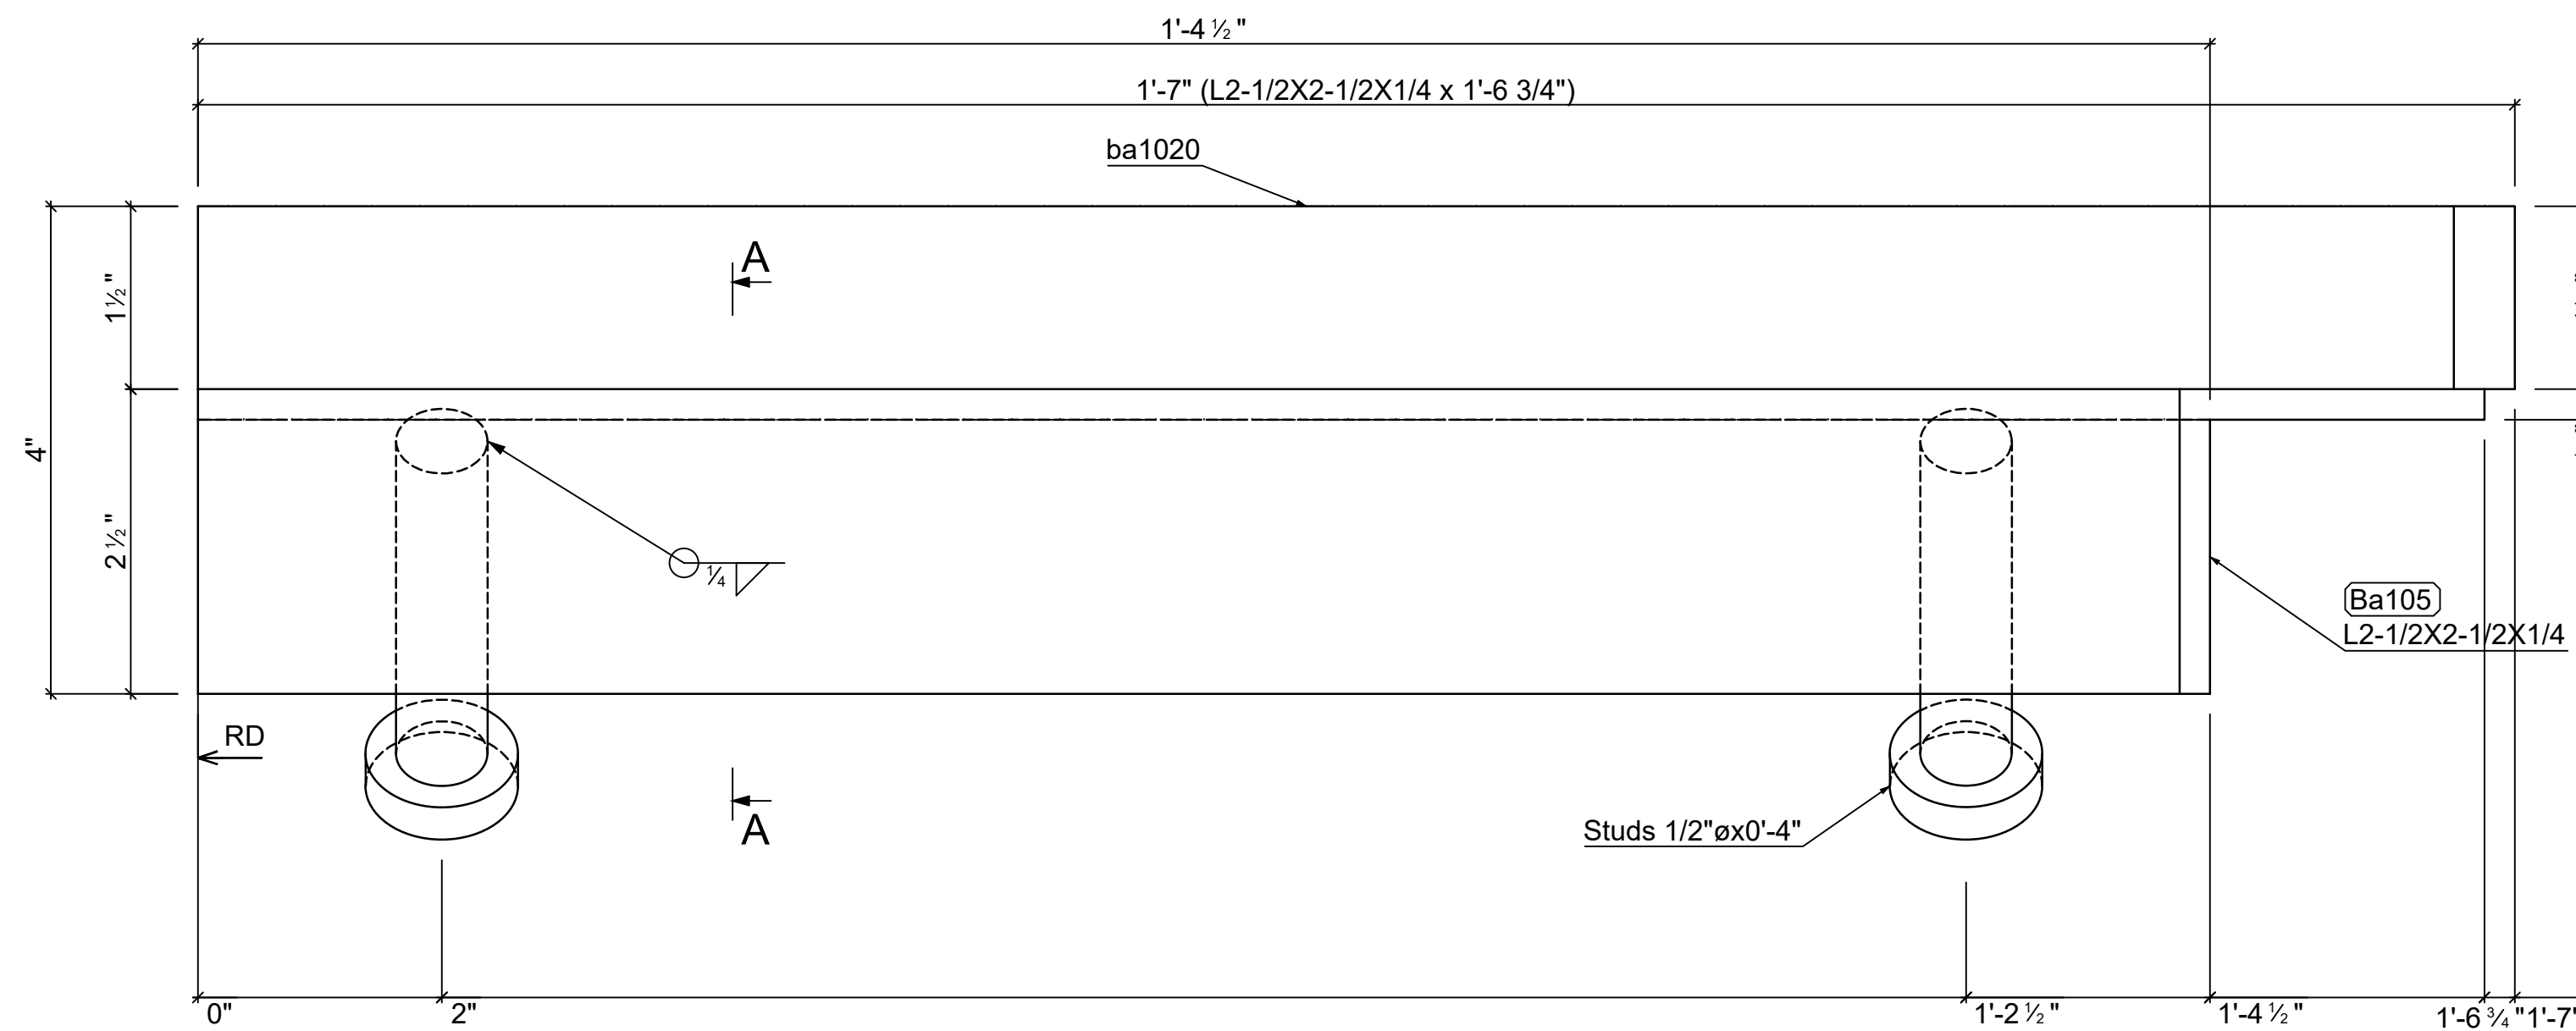 1'-4 ½"
1'-7" (L2-1/2X2-1/2X1/4 x 1'-6 3/4")
ba1020
A
1½"
4"
2½"
¼
Ba105
L2-1/2X2-1/2X1/4
RD
Studs 1/2"øx0'-4"
A
0"
2"
1'-2 ½"
1'-4 ½"
1'-6 ¾"
1'-7'